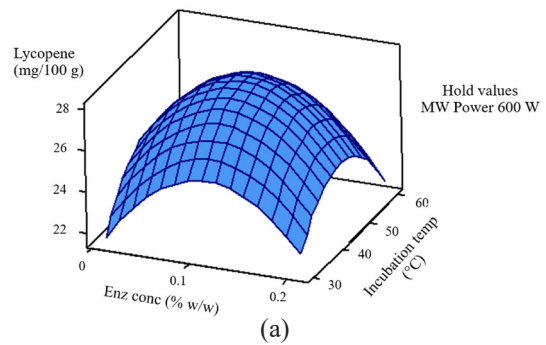 Lycopene
(mg/100 g)
Hold values
MW Power 600 W
28
26
24
22
0
0.1
0.2
Enz conc (% w/w)
30
40
50
60
Incubation temp
(°C)
(a)